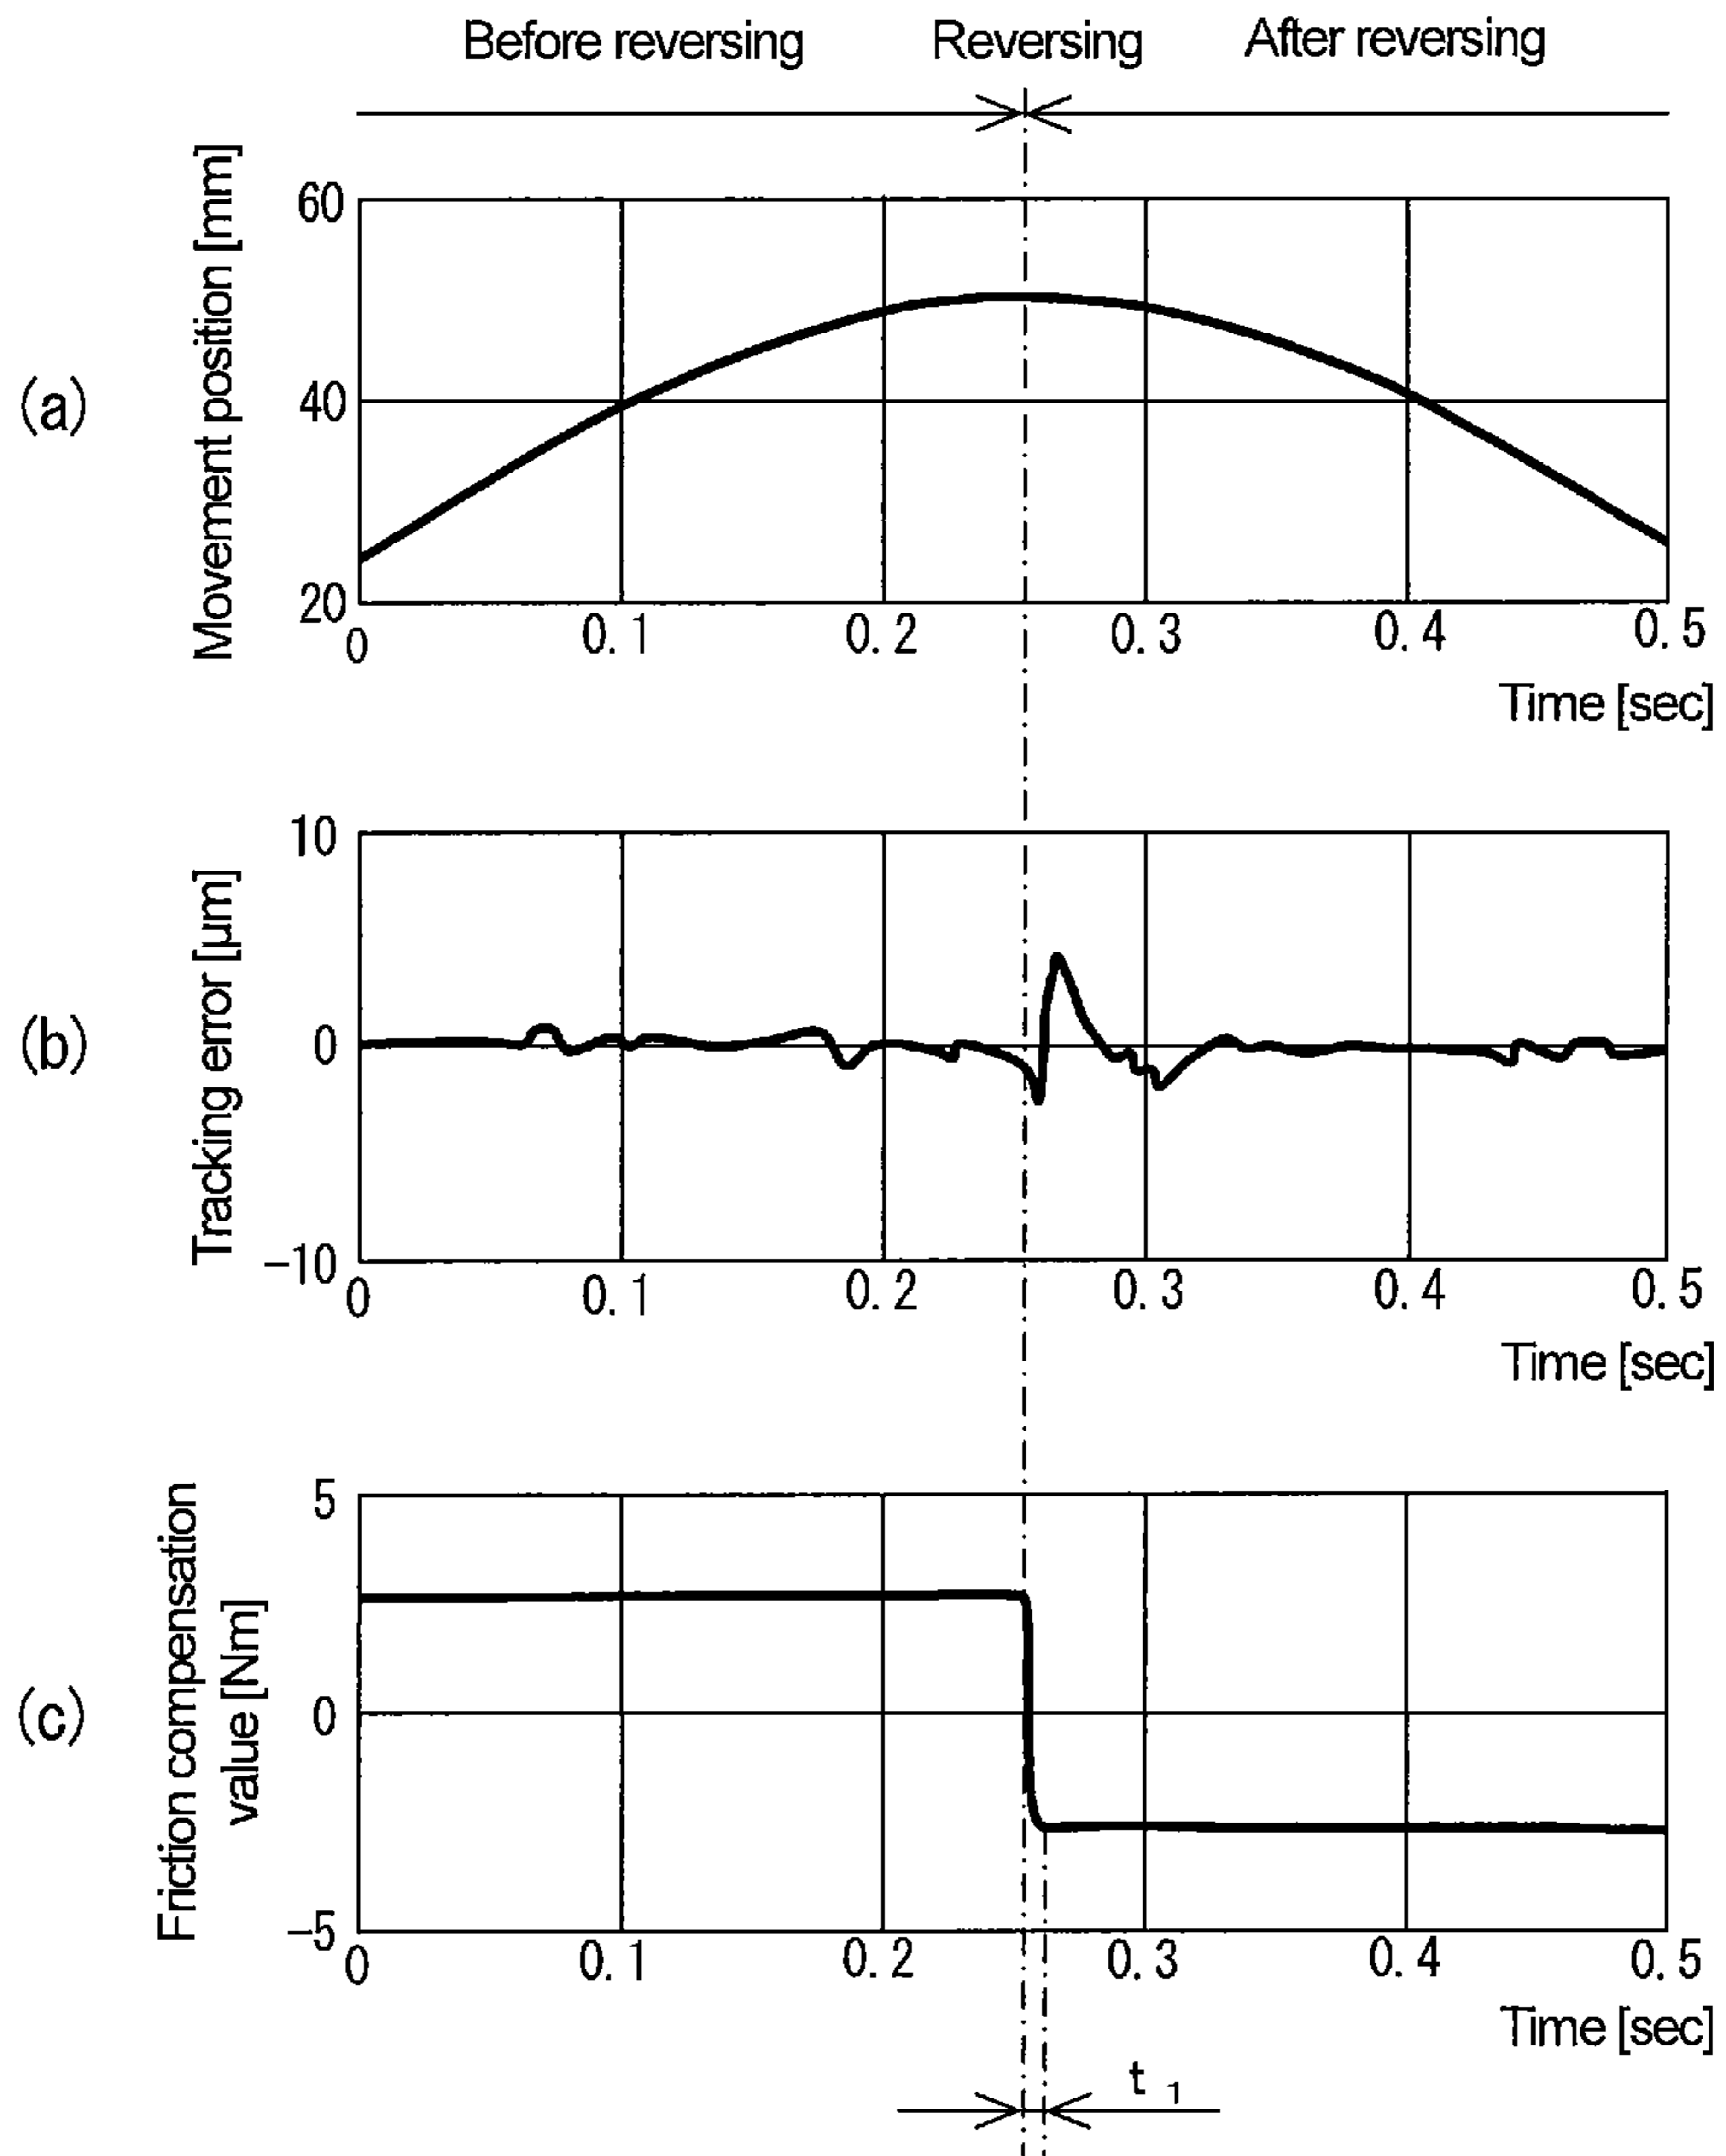 Before reversing Reversing After reversing
(a)
Movement position [mm]
60
40
20
0 0.1 0.2 0.3 0.4 0.5
Time [sec]
(b)
Tracking error [μm]
10
0
-10
0 0.1 0.2 0.3 0.4 0.5
Time [sec]
(c)
Friction compensation
value [Nm]
5
0
-5
0 0.1 0.2 0.3 0.4 0.5
Time [sec]
t 1